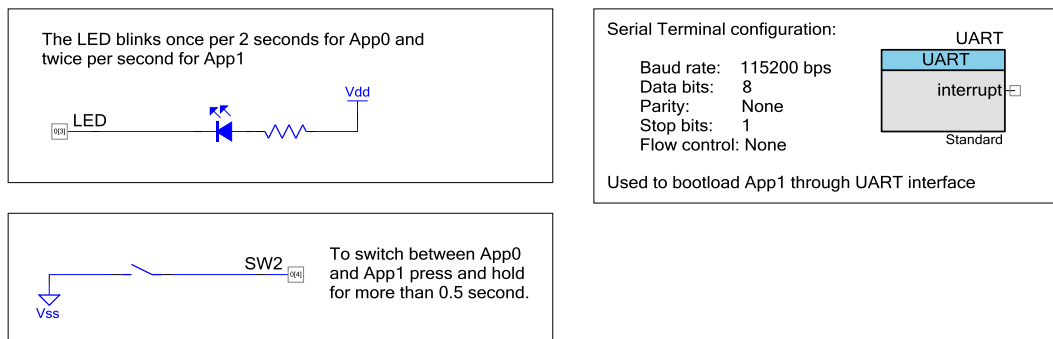 The LED blinks once per 2 seconds for App0 and
twice per second for App1
Vdd
0[3]
LED
Serial Terminal configuration:
Baud rate: 115200 bps
Data bits: 8
Parity: None
Stop bits: 1
Flow control: None
UART
UART
interrupt
Standard
Used to bootload App1 through UART interface
SW2
0[4]
Vss
To switch between App0
and App1 press and hold
for more than 0.5 second.